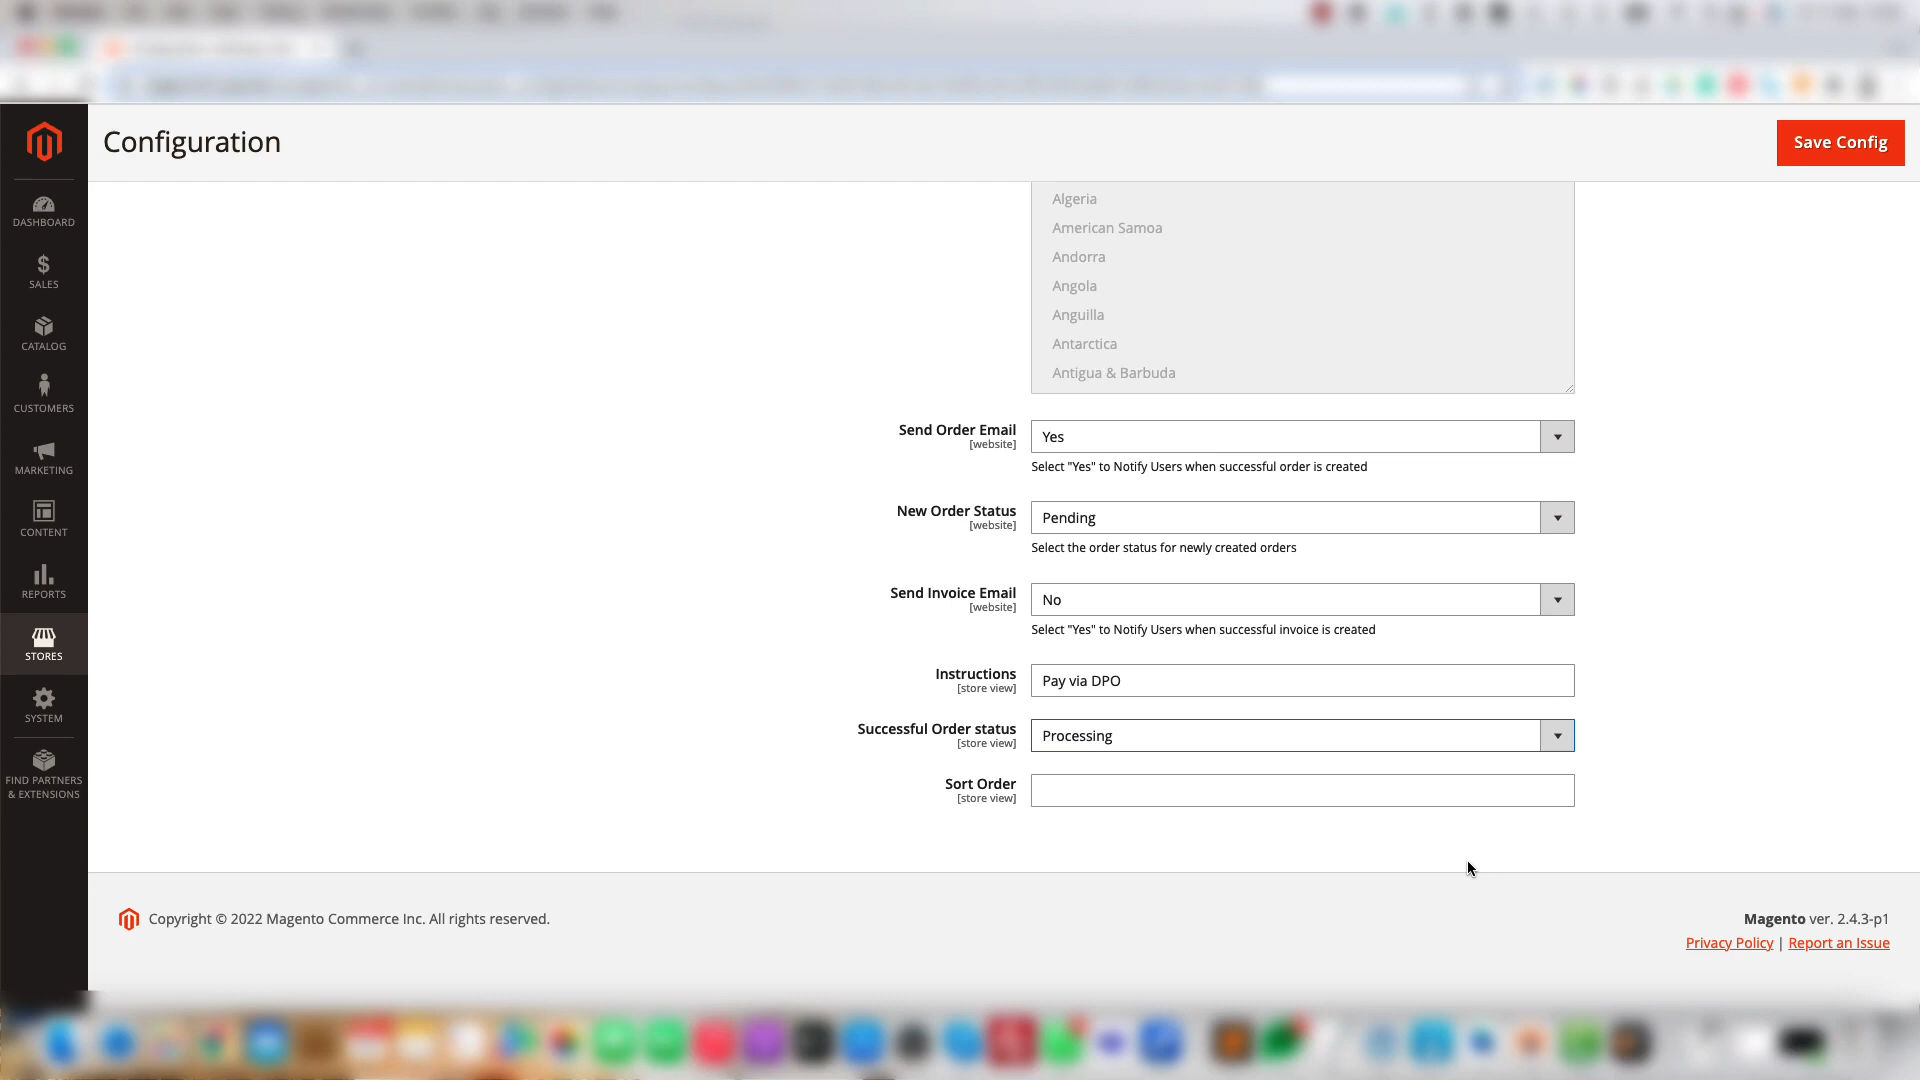 Configuration
Save Config
DASHBOARD
SALES
CATALOG
CUSTOMERS
MARKETING
CONTENT
REPORTS
STORES
SYSTEM
FIND PARTNERS
& EXTENSIONS
Algeria
American Samoa
Andorra
Angola
Anguilla
Antarctica
Antigua & Barbuda
Send Order Email
[website]
Yes
Select "Yes" to Notify Users when successful order is created
New Order Status
[website]
Pending
Select the order status for newly created orders
Send Invoice Email
[website]
No
Select "Yes" to Notify Users when successful invoice is created
Instructions
[store view]
Pay via DPO
Successful Order status
[store view]
Processing
Sort Order
[store view]
Copyright © 2022 Magento Commerce Inc. All rights reserved.
Magento ver. 2.4.3-p1
Privacy Policy | Report an Issue